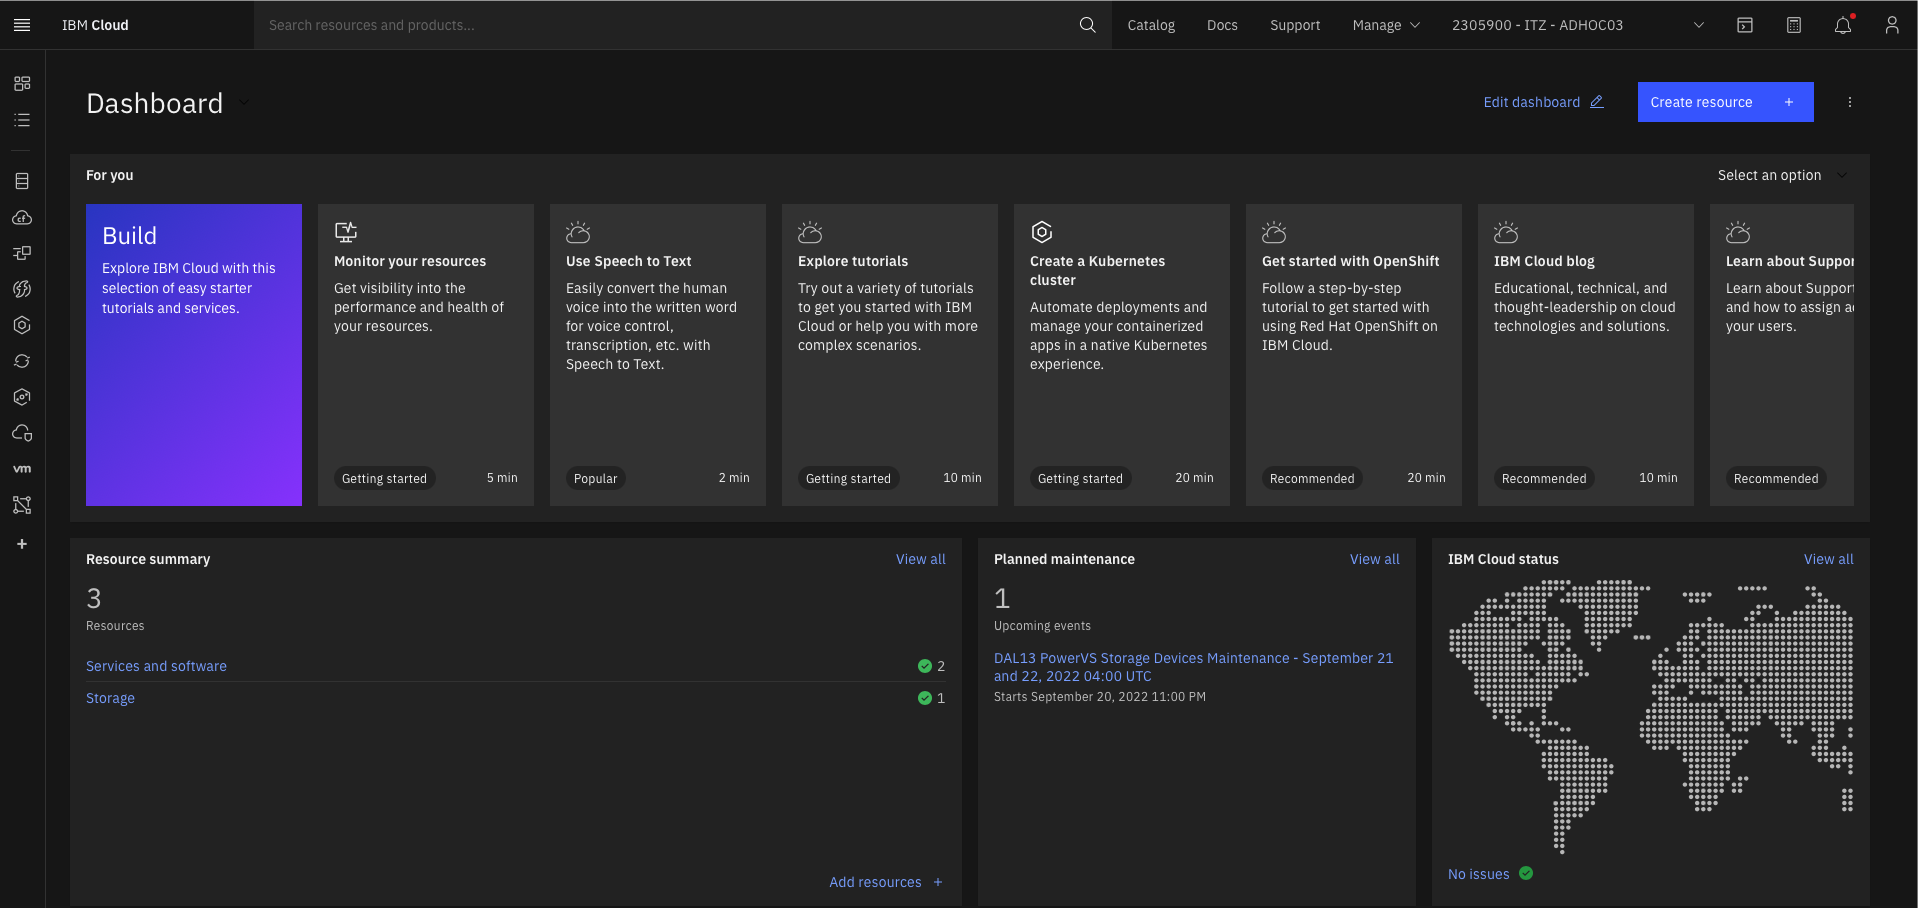 IBM Cloud
Search resources and products...
Catalog
Docs
Support
Manage
2305900 - ITZ - ADHOC03
Dashboard
Edit dashboard
Create resource +
For you
Select an option
Build
Explore IBM Cloud with this
selection of easy starter
tutorials and services.
Monitor your resources
Get visibility into the
performance and health of
your resources.
Getting started
5 min
Use Speech to Text
Easily convert the human
voice into the written word
for voice control,
transcription, etc. with
Speech to Text.
Popular
2 min
Explore tutorials
Try out a variety of tutorials
to get you started with IBM
Cloud or help you with more
complex scenarios.
Getting started
10 min
Create a Kubernetes
cluster
Automate deployments and
manage your containerized
apps in a native Kubernetes
experience.
Getting started
20 min
Get started with OpenShift
Follow a step-by-step
tutorial to get started with
using Red Hat OpenShift on
IBM Cloud.
Recommended
20 min
IBM Cloud blog
Educational, technical, and
thought-leadership on cloud
technologies and solutions.
Recommended
10 min
Learn about Suppor
Learn about Support
and how to assign a
your users.
Recommended
cf
vm
+
Resource summary
View all
3
Resources
Services and software
2
Storage
1
Add resources +
Planned maintenance
View all
1
Upcoming events
DAL13 PowerVS Storage Devices Maintenance - September 21
and 22, 2022 04:00 UTC
Starts September 20, 2022 11:00 PM
IBM Cloud status
View all
No issues